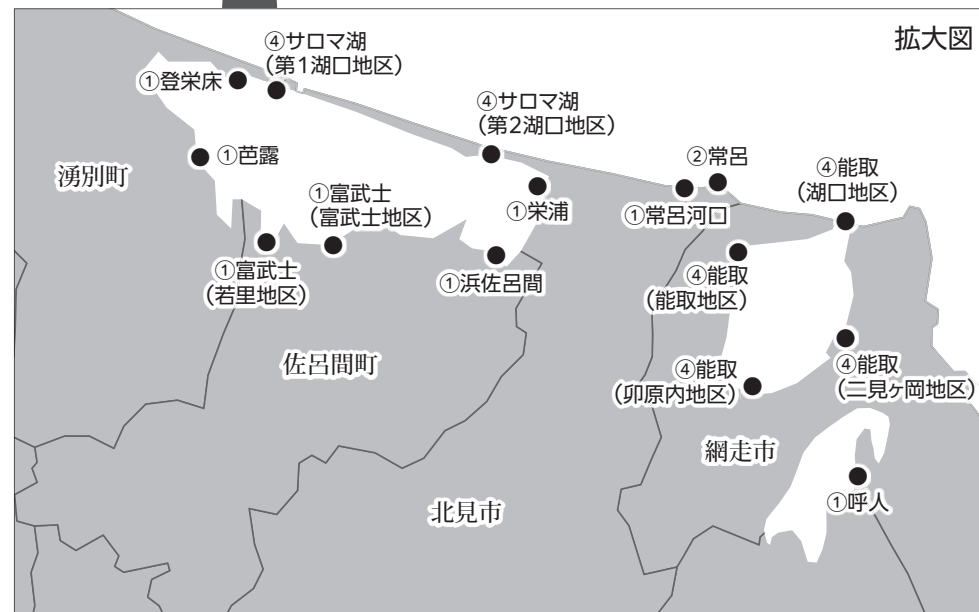 拡大図
④サロマ湖
(第1湖口地区)
①登栄床
④サロマ湖
(第2湖口地区)
②常呂
④能取
(湖口地区)
①芭露
湧別町
①富武士
(富武士地区)
①栄浦
①常呂河口
①富武士
(若里地区)
①浜佐呂間
④能取
(能取地区)
佐呂間町
④能取
(卯原内地区)
④能取
(二見ヶ岡地区)
網走市
北見市
①呼人